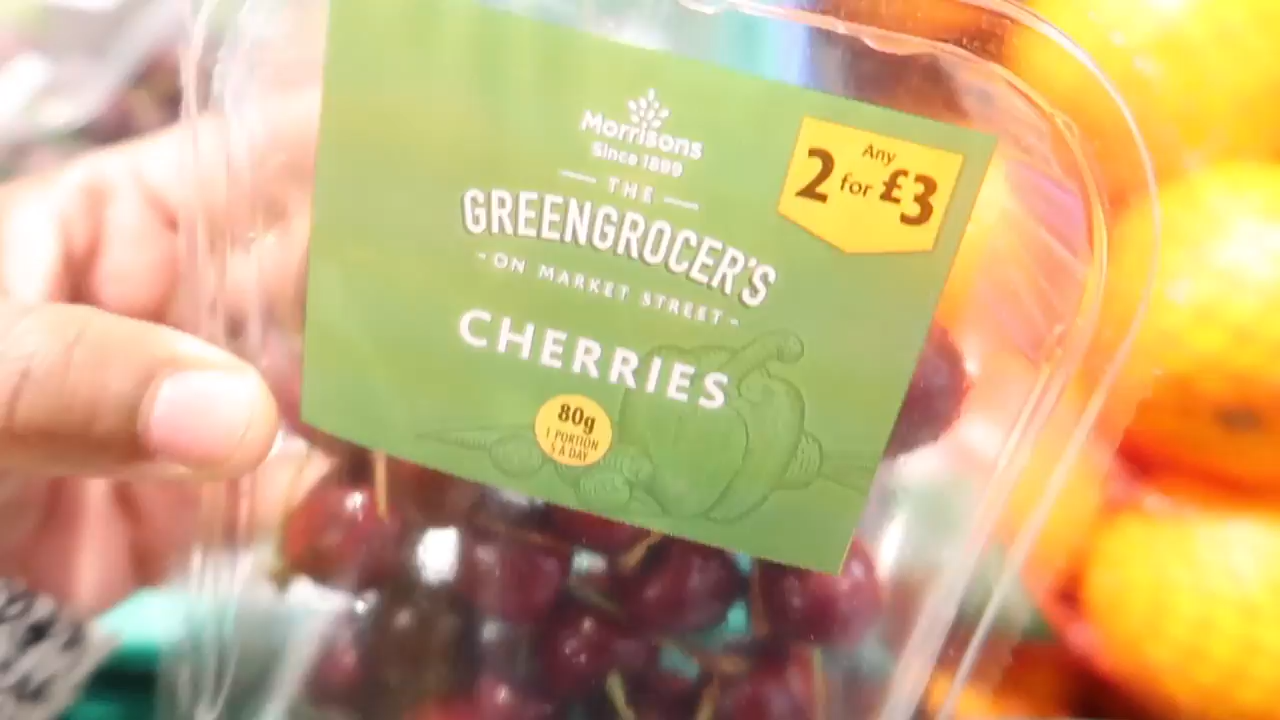 Morrisons
Since 1899
THE
GREENGROCER'S
- ON MARKET STREET -
CHERRIES
80g
1 PORTION
5 A DAY
Any
2 for £3